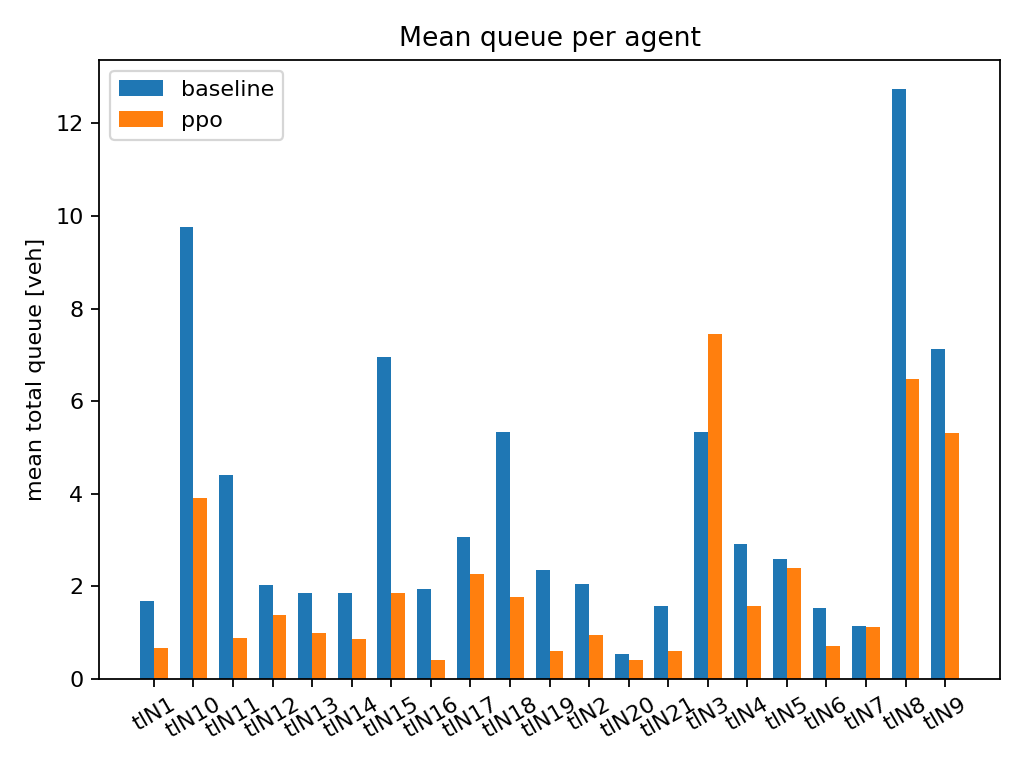 Mean queue per agent
baseline
ppo
mean total queue [veh]
12
10
8
6
4
2
0
tlN1 tlN10 tlN11 tlN12 tlN13 tlN14 tlN15 tlN16 tlN17 tlN18 tlN19 tlN2 tlN20 tlN21 tlN3 tlN4 tlN5 tlN6 tlN7 tlN8 tlN9